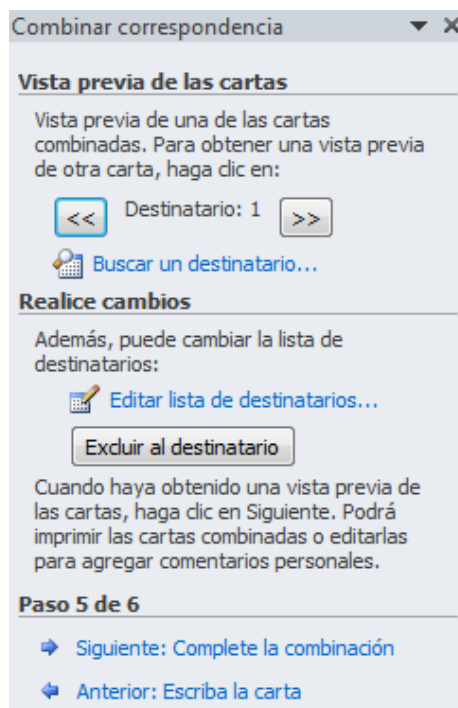 Combinar correspondencia
Vista previa de las cartas
Vista previa de una de las cartas
combinadas. Para obtener una vista previa
de otra carta, haga clic en:
<< Destinatario: 1 >>
Buscar un destinatario...
Realice cambios
Además, puede cambiar la lista de
destinatarios:
Editar lista de destinatarios...
Excluir al destinatario
Cuando haya obtenido una vista previa de
las cartas, haga clic en Siguiente. Podrá
imprimir las cartas combinadas o editarlas
para agregar comentarios personales.
Paso 5 de 6
Siguiente: Complete la combinación
Anterior: Escriba la carta